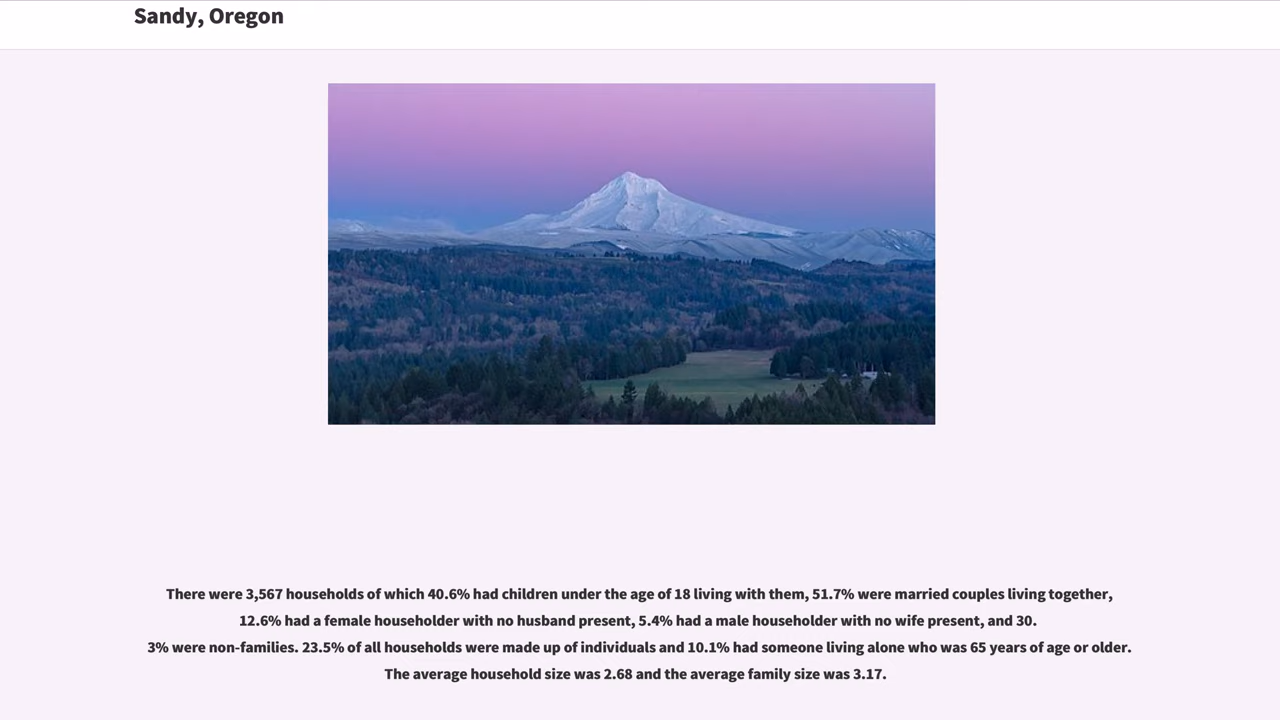 Sandy, Oregon
There were 3,567 households of which 40.6% had children under the age of 18 living with them, 51.7% were married couples living together,
12.6% had a female householder with no husband present, 5.4% had a male householder with no wife present, and 30.
3% were non-families. 23.5% of all households were made up of individuals and 10.1% had someone living alone who was 65 years of age or older.
The average household size was 2.68 and the average family size was 3.17.